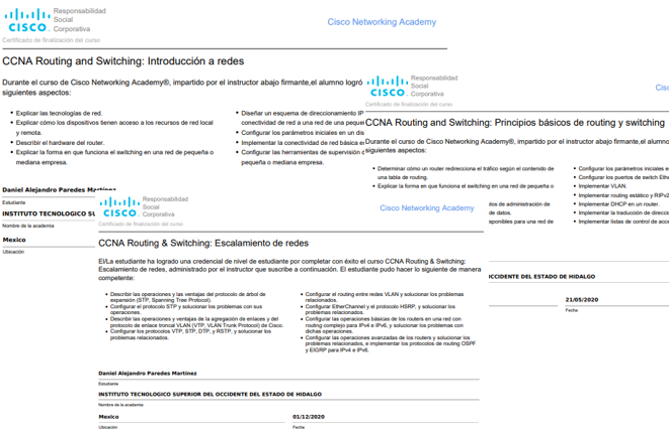 CISCO
Responsabilidad
Social
Corporativa
Cisco Networking Academy
Certificado de finalización del curso
CCNA Routing and Switching: Introducción a redes
Durante el curso de Cisco Networking Academy®, impartido por el instructor abajo firmante,el alumno logró
siguientes aspectos:
• Explicar las tecnologías de red.
• Explicar cómo los dispositivos tienen acceso a los recursos de red local
y remota.
• Describir el hardware del router.
• Explicar la forma en que funciona el switching en una red de pequeña o
mediana empresa.
• Diseñar un esquema de direccionamiento IP
conectividad de red a una red de una peque
• Configurar los parámetros iniciales en un dis
• Implementar la conectividad de red básica e
• Configurar las herramientas de supervisión
pequeña o mediana empresa.
Daniel Alejandro Paredes Martínez
Estudiante
INSTITUTO TECNOLOGICO SU
Nombre de la academia
Mexico
Ubicación
CISCO
Responsabilidad
Social
Corporativa
Cisc
Certificado de finalización del curso
CCNA Routing and Switching: Principios básicos de routing y switching
Durante el curso de Cisco Networking Academy®, impartido por el instructor abajo firmante,el alumno
siguientes aspectos:
• Determinar cómo un router redirecciona el tráfico según el contenido de
una tabla de routing.
• Explicar la forma en que funciona el switching en una red de pequeña o
dos de administración de
de datos.
ponibles para una red de
• Configurar los parámetros iniciales e
• Configurar los puertos de switch Ethe
• Implementar VLAN.
• Implementar routing estático y RIPv2
• Implementar DHCP en un router.
• Implementar la traducción de direcci
• Implementar listas de control de acce
CCIDENTE DEL ESTADO DE HIDALGO
21/05/2020
Fecha
CISCO
Responsabilidad
Social
Corporativa
Cisco Networking Academy
Certificado de finalización del curso
CCNA Routing & Switching: Escalamiento de redes
El/La estudiante ha logrado una credencial de nivel de estudiante por completar con éxito el curso CCNA Routing & Switching:
Escalamiento de redes, administrado por el instructor que suscribe a continuación. El estudiante pudo hacer lo siguiente de manera
competente:
• Describir las operaciones y las ventajas del protocolo de árbol de
expansión (STP, Spanning Tree Protocol).
• Configurar el protocolo STP y solucionar los problemas con sus
operaciones.
• Describir las operaciones y ventajas de la agregación de enlaces y del
protocolo de enlace troncal VLAN (VTP, VLAN Trunk Protocol) de Cisco.
• Configurar los protocolos VTP, STP, DTP, y RSTP, y solucionar los
problemas relacionados.
• Configurar el routing entre redes VLAN y solucionar los problemas
relacionados.
• Configurar EtherChannel y el protocolo HSRP, y solucionar los
problemas relacionados.
• Configurar las operaciones básicas de los routers en una red con
routing complejo para IPv4 e IPv6, y solucionar los problemas con
dichas operaciones.
• Configurar las operaciones avanzadas de los routers y solucionar los
problemas relacionados, e implementar los protocolos de routing OSPF
y EIGRP para IPv4 e IPv6.
Daniel Alejandro Paredes Martínez
Estudiante
INSTITUTO TECNOLOGICO SUPERIOR DEL OCCIDENTE DEL ESTADO DE HIDALGO
Nombre de la academia
Mexico
01/12/2020
Ubicación
Fecha